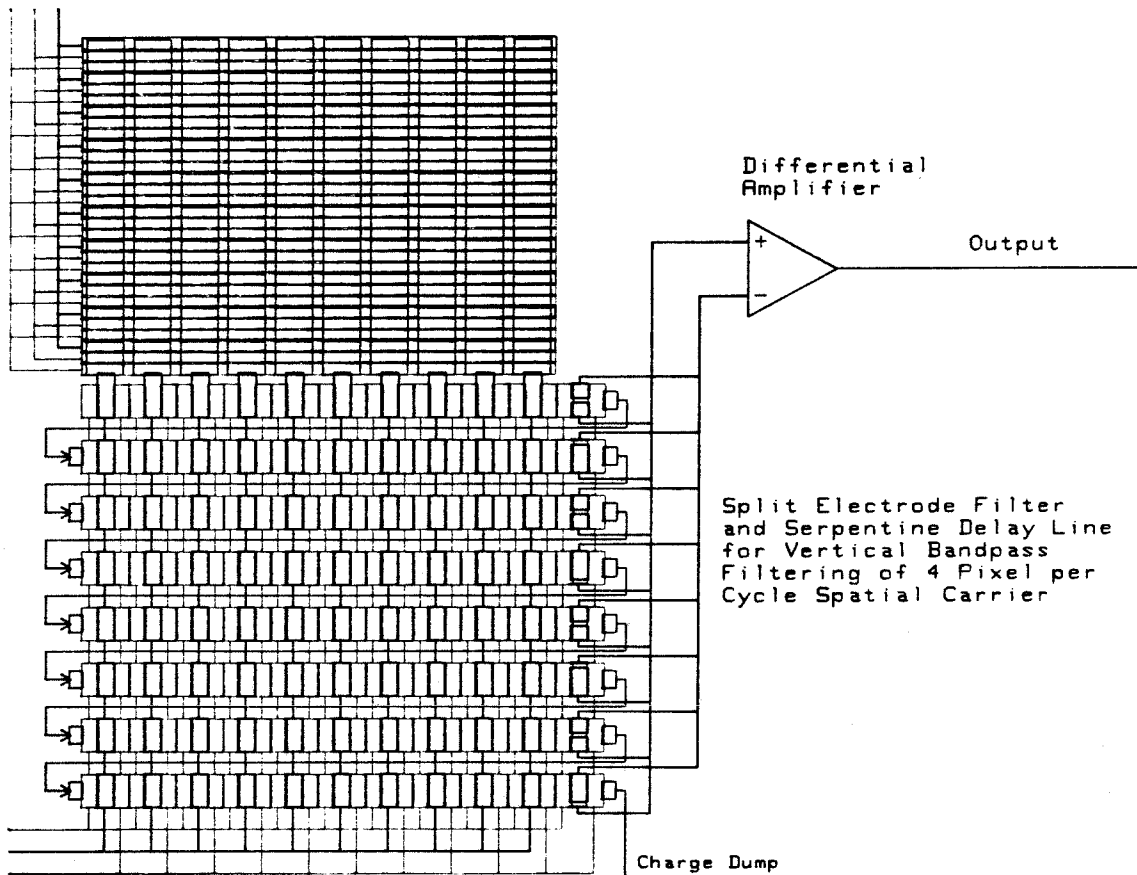 Differential
Amplifier
+
Output
−
Split Electrode Filter
and Serpentine Delay Line
for Vertical Bandpass
Filtering of 4 Pixel per
Cycle Spatial Carrier
Charge Dump